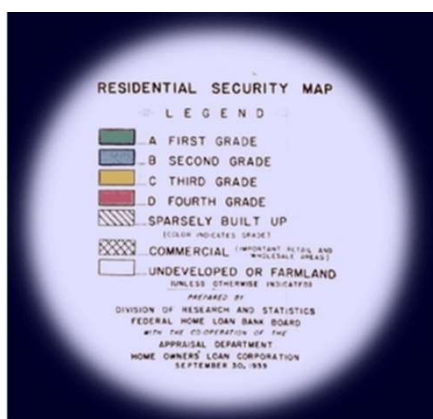 RESIDENTIAL SECURITY MAP
LEGEND
A FIRST GRADE
B SECOND GRADE
C THIRD GRADE
D FOURTH GRADE
SPARSELY BUILT UP
(COLOR INDICATES GRADE)
COMMERCIAL (IMPORTANT RETAIL AND
WHOLESALE AREAS)
UNDEVELOPED OR FARMLAND
(UNLESS OTHERWISE INDICATED)
PREPARED BY
DIVISION OF RESEARCH AND STATISTICS
FEDERAL HOME LOAN BANK BOARD
WITH THE CO-OPERATION OF THE
APPRAISAL DEPARTMENT
HOME OWNERS' LOAN CORPORATION
SEPTEMBER 30, 1939